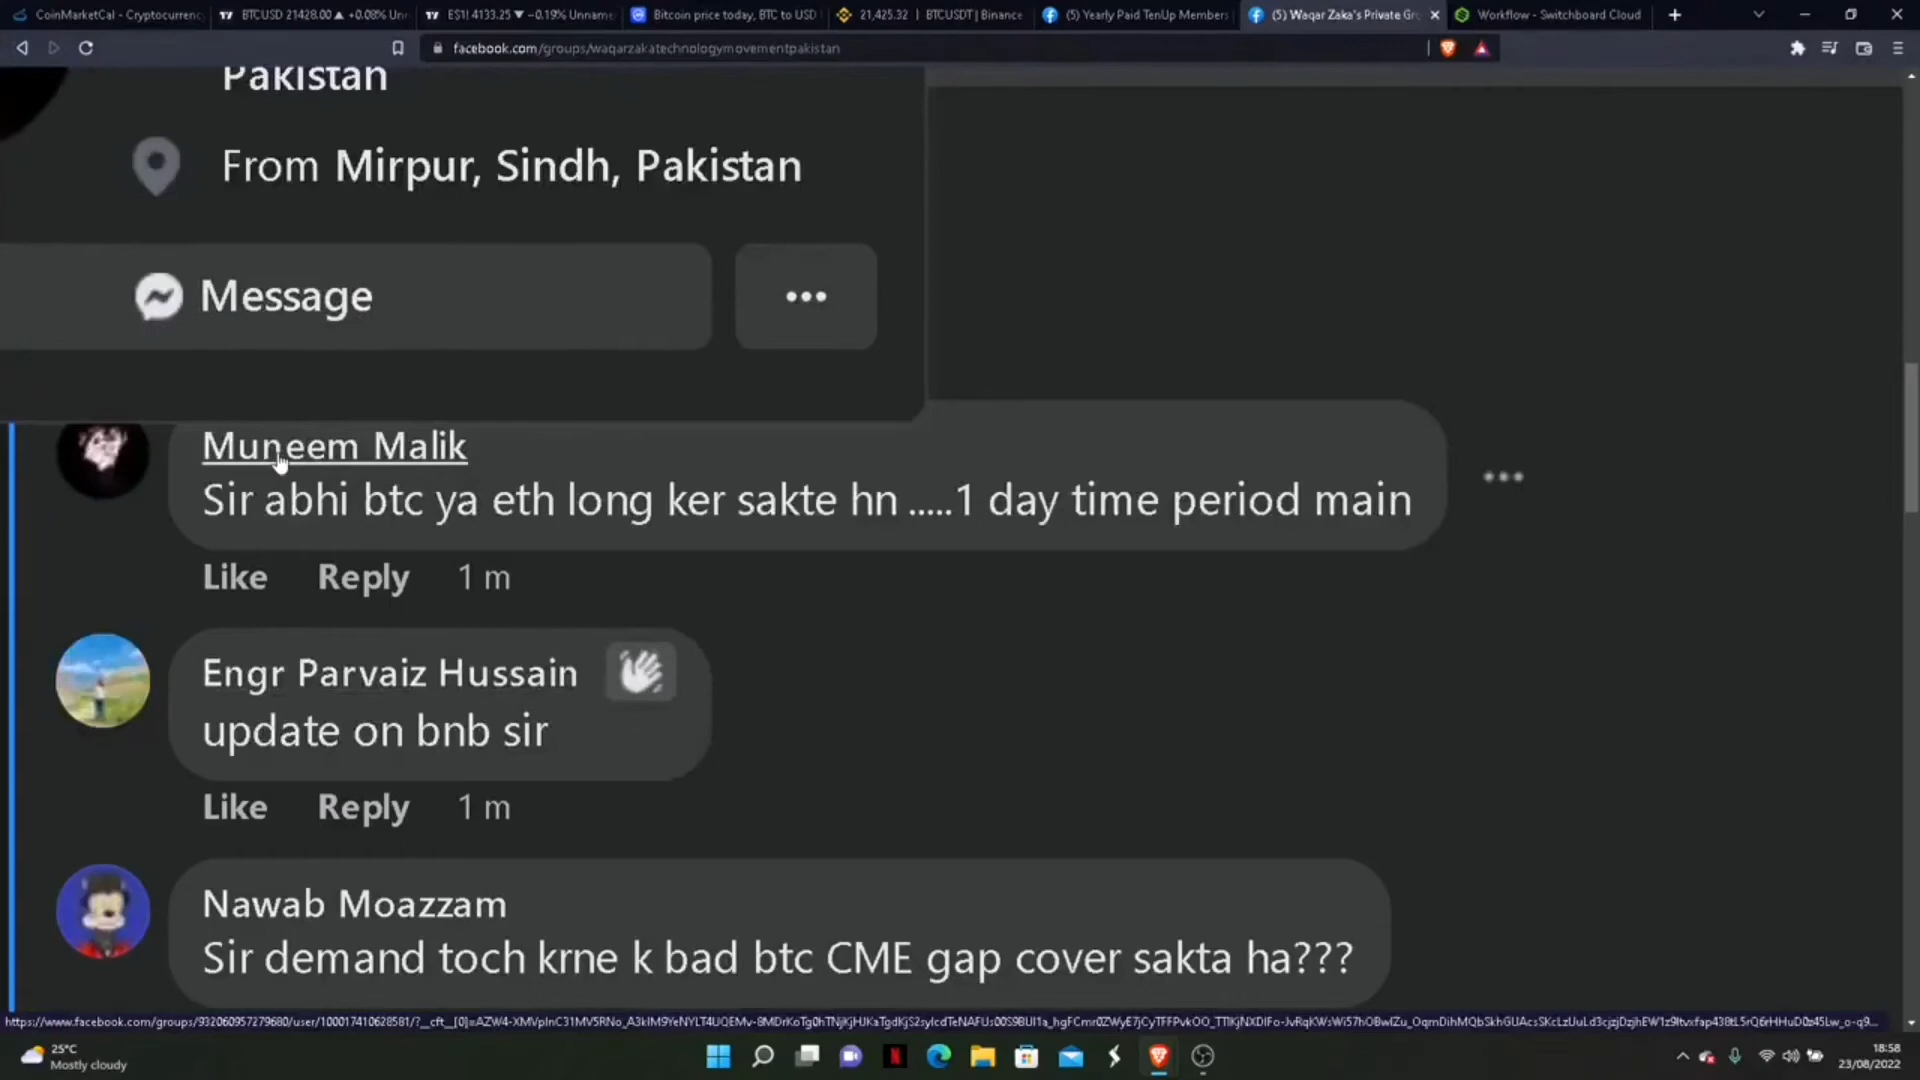 CoinMarketCal - Cryptocurrenc
BTCUSD 21428.00 ▲ +0.08% Unn
ES1! 4133.25 ▼ −0.19% Unname
Bitcoin price today, BTC to USD
21,425.32 | BTCUSDT | Binance
(5) Yearly Paid TenUp Members
(5) Waqar Zaka's Private Gr
Workflow - Switchboard Cloud
facebook.com/groups/waqarzakatechnologymovementpakistan
Pakistan
From Mirpur, Sindh, Pakistan
Message
Muneem Malik
Sir abhi btc ya eth long ker sakte hn .....1 day time period main
Like Reply 1 m
Engr Parvaiz Hussain
update on bnb sir
Like Reply 1 m
Nawab Moazzam
Sir demand toch krne k bad btc CME gap cover sakta ha???
25°C
Mostly cloudy
18:58
23/08/2022